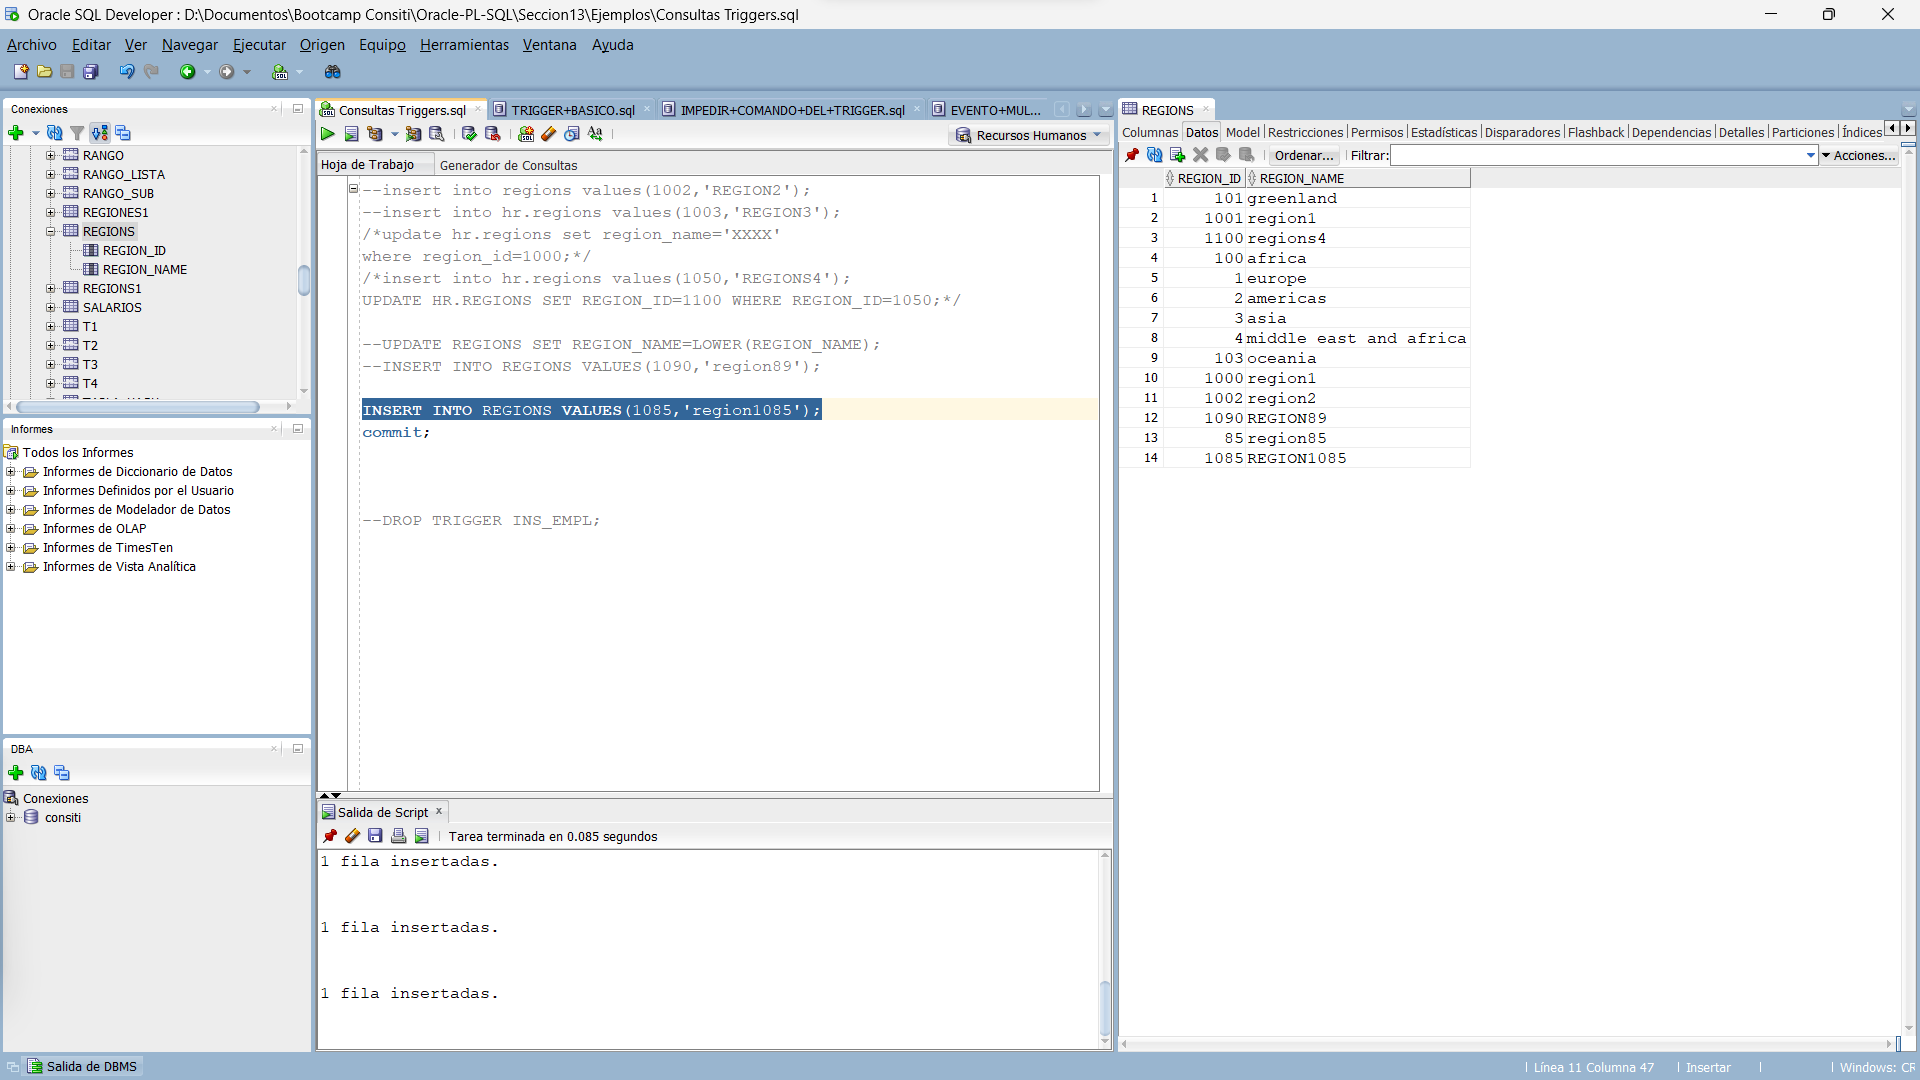 Oracle SQL Developer : D:\Documentos\Bootcamp Consiti\Oracle-PL-SQL\Seccion13\Ejemplos\Consultas Triggers.sql
Archivo Editar Ver Navegar Ejecutar Origen Equipo Herramientas Ventana Ayuda
Conexiones
RANGO
RANGO_LISTA
RANGO_SUB
REGIONES1
REGIONS
REGION_ID
REGION_NAME
REGIONS1
SALARIOS
T1
T2
T3
T4
Informes
Todos los Informes
Informes de Diccionario de Datos
Informes Definidos por el Usuario
Informes de Modelador de Datos
Informes de OLAP
Informes de TimesTen
Informes de Vista Analítica
DBA
Conexiones
consiti
Consultas Triggers.sql TRIGGER+BASICO.sql IMPEDIR+COMANDO+DEL+TRIGGER.sql EVENTO+MUL...
Recursos Humanos
Hoja de Trabajo Generador de Consultas
--insert into regions values(1002,'REGION2');
--insert into hr.regions values(1003,'REGION3');
/*update hr.regions set region_name='XXXX'
where region_id=1000;*/
/*insert into hr.regions values(1050,'REGIONS4');
UPDATE HR.REGIONS SET REGION_ID=1100 WHERE REGION_ID=1050;*/
--UPDATE REGIONS SET REGION_NAME=LOWER(REGION_NAME);
--INSERT INTO REGIONS VALUES(1090,'region89');
INSERT INTO REGIONS VALUES(1085,'region1085');
commit;
--DROP TRIGGER INS_EMPL;
Salida de Script
Tarea terminada en 0.085 segundos
1 fila insertadas.
1 fila insertadas.
1 fila insertadas.
REGIONS
Columnas Datos Model Restricciones Permisos Estadísticas Disparadores Flashback Dependencias Detalles Particiones Índices
Ordenar... Filtrar: Acciones...
REGION_ID REGION_NAME
1 101 greenland
2 1001 region1
3 1100 regions4
4 100 africa
5 1 europe
6 2 americas
7 3 asia
8 4 middle east and africa
9 103 oceania
10 1000 region1
11 1002 region2
12 1090 REGION89
13 85 region85
14 1085 REGION1085
Salida de DBMS
Línea 11 Columna 47 Insertar Windows: CR